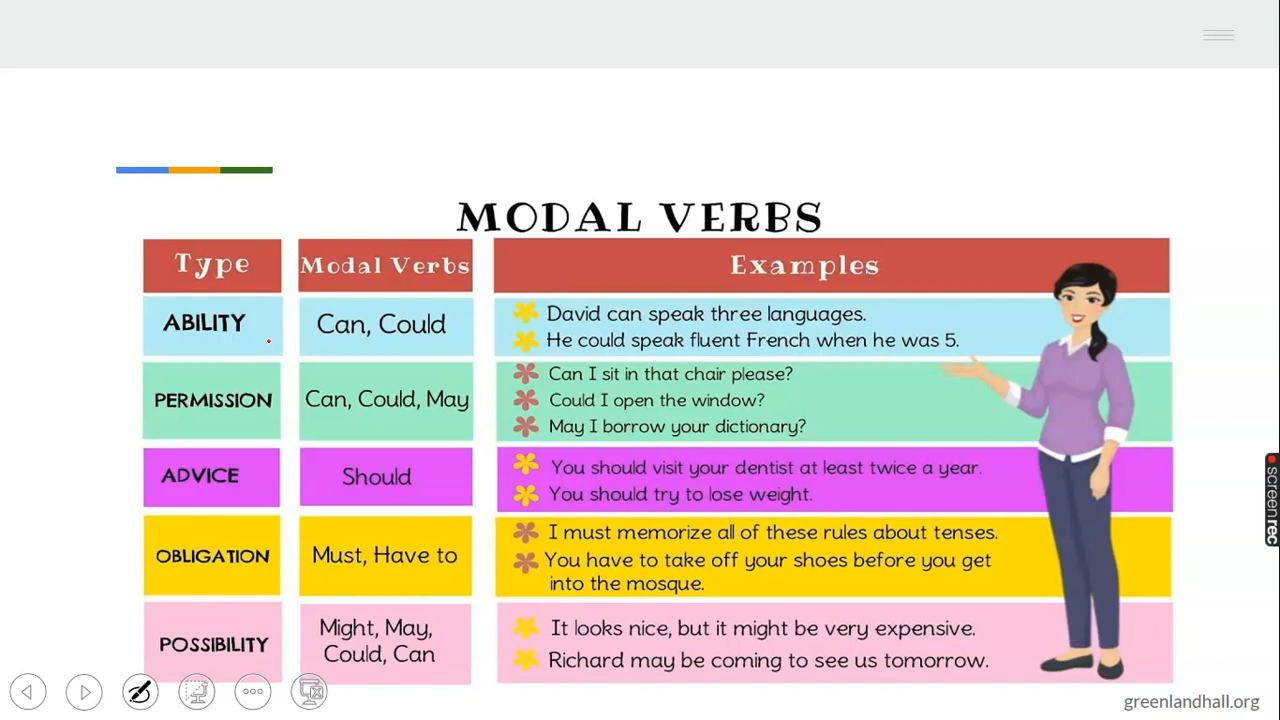 MODAL VERBS
Type
Modal Verbs
Examples
ABILITY
Can, Could
David can speak three languages.
He could speak fluent French when he was 5.
PERMISSION
Can, Could, May
Can I sit in that chair please?
Could I open the window?
May I borrow your dictionary?
ADVICE
Should
You should visit your dentist at least twice a year.
You should try to lose weight.
OBLIGATION
Must, Have to
I must memorize all of these rules about tenses.
You have to take off your shoes before you get
into the mosque.
POSSIBILITY
Might, May,
Could, Can
It looks nice, but it might be very expensive.
Richard may be coming to see us tomorrow.
greenlandhall.org
screenrec